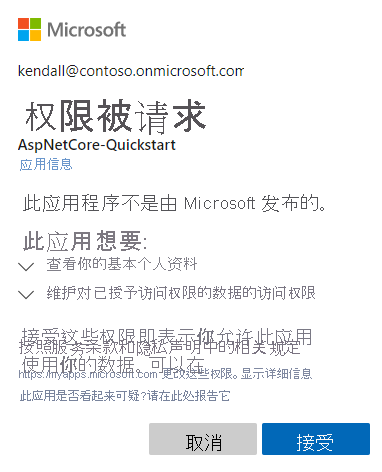 Microsoft
kendall@contoso.onmicrosoft.com
权限被请求
AspNetCore-Quickstart
应用信息
此应用程序不是由 Microsoft 发布的。
此应用想要:
查看你的基本个人资料
维护对已授予访问权限的数据的访问权限
接受这些权限即表示你允许此应用
按照服务条款和隐私声明中的相关规定
使用你的数据。可以在
https://myapps.microsoft.com 更改这些权限。显示详细信息
此应用是否看起来可疑?请在此处报告它
取消
接受